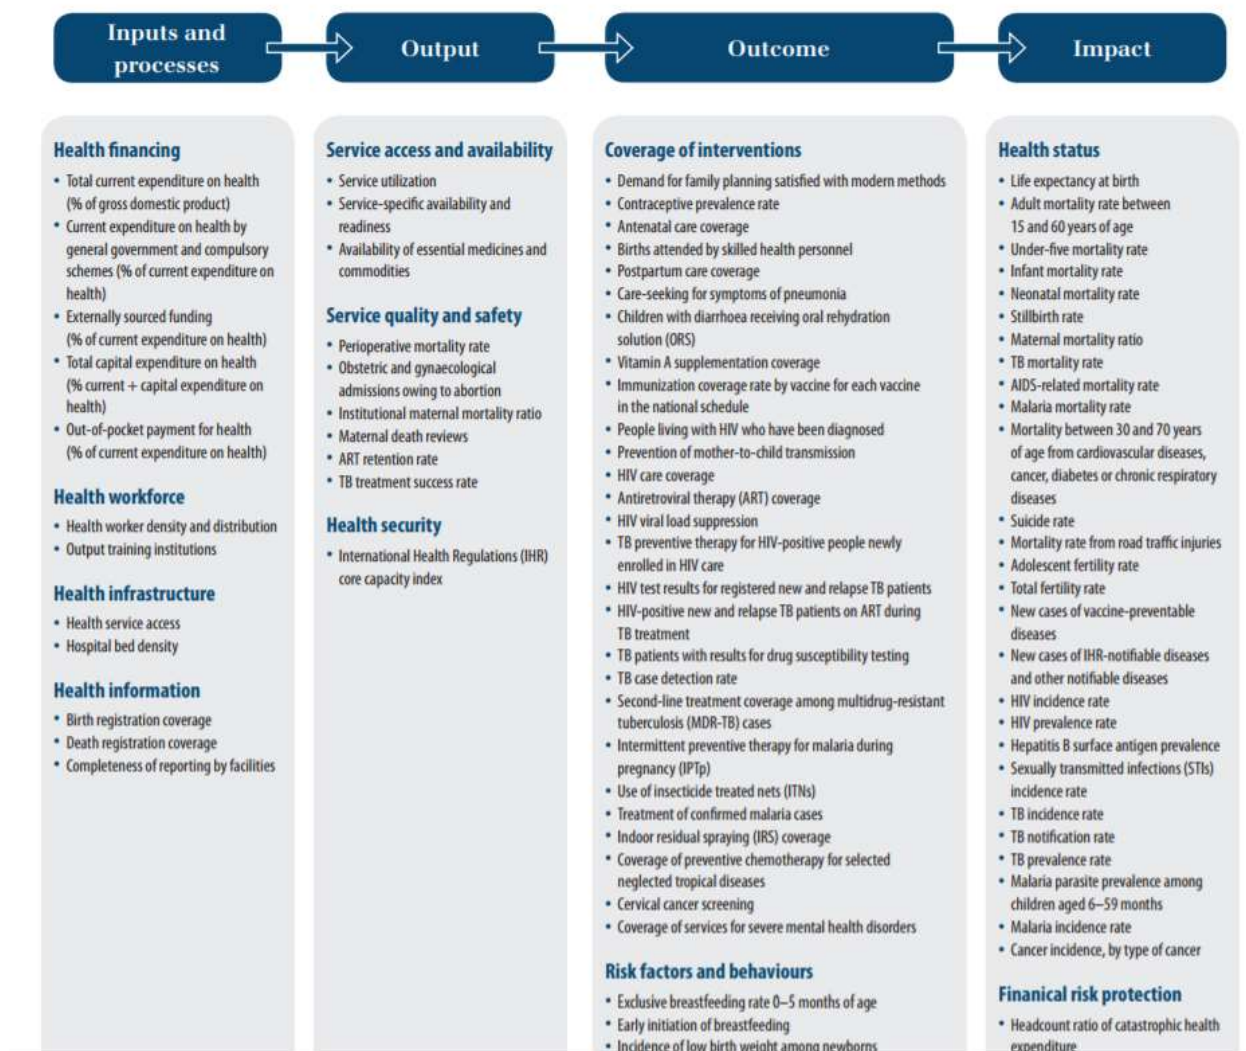 Inputs and
processes
Output
Outcome
Impact
Health financing
• Total current expenditure on health
(% of gross domestic product)
• Current expenditure on health by
general government and compulsory
schemes (% of current expenditure on
health)
• Externally sourced funding
(% of current expenditure on health)
• Total capital expenditure on health
(% current + capital expenditure on
health)
• Out-of-pocket payment for health
(% of current expenditure on health)
Health workforce
• Health worker density and distribution
• Output training institutions
Health infrastructure
• Health service access
• Hospital bed density
Health information
• Birth registration coverage
• Death registration coverage
• Completeness of reporting by facilities
Service access and availability
• Service utilization
• Service-specific availability and
readiness
• Availability of essential medicines and
commodities
Service quality and safety
• Perioperative mortality rate
• Obstetric and gynaecological
admissions owing to abortion
• Institutional maternal mortality ratio
• Maternal death reviews
• ART retention rate
• TB treatment success rate
Health security
• International Health Regulations (IHR)
core capacity index
Coverage of interventions
• Demand for family planning satisfied with modern methods
• Contraceptive prevalence rate
• Antenatal care coverage
• Births attended by skilled health personnel
• Postpartum care coverage
• Care-seeking for symptoms of pneumonia
• Children with diarrhoea receiving oral rehydration
solution (ORS)
• Vitamin A supplementation coverage
• Immunization coverage rate by vaccine for each vaccine
in the national schedule
• People living with HIV who have been diagnosed
• Prevention of mother-to-child transmission
• HIV care coverage
• Antiretroviral therapy (ART) coverage
• HIV viral load suppression
• TB preventive therapy for HIV-positive people newly
enrolled in HIV care
• HIV test results for registered new and relapse TB patients
• HIV-positive new and relapse TB patients on ART during
TB treatment
• TB patients with results for drug susceptibility testing
• TB case detection rate
• Second-line treatment coverage among multidrug-resistant
tuberculosis (MDR-TB) cases
• Intermittent preventive therapy for malaria during
pregnancy (IPTp)
• Use of insecticide treated nets (ITNs)
• Treatment of confirmed malaria cases
• Indoor residual spraying (IRS) coverage
• Coverage of preventive chemotherapy for selected
neglected tropical diseases
• Cervical cancer screening
• Coverage of services for severe mental health disorders
Risk factors and behaviours
• Exclusive breastfeeding rate 0–5 months of age
• Early initiation of breastfeeding
• Incidence of low birth weight among newborns
Health status
• Life expectancy at birth
• Adult mortality rate between
15 and 60 years of age
• Under-five mortality rate
• Infant mortality rate
• Neonatal mortality rate
• Stillbirth rate
• Maternal mortality ratio
• TB mortality rate
• AIDS-related mortality rate
• Malaria mortality rate
• Mortality between 30 and 70 years
of age from cardiovascular diseases,
cancer, diabetes or chronic respiratory
diseases
• Suicide rate
• Mortality rate from road traffic injuries
• Adolescent fertility rate
• Total fertility rate
• New cases of vaccine-preventable
diseases
• New cases of IHR-notifiable diseases
and other notifiable diseases
• HIV incidence rate
• HIV prevalence rate
• Hepatitis B surface antigen prevalence
• Sexually transmitted infections (STIs)
incidence rate
• TB incidence rate
• TB notification rate
• TB prevalence rate
• Malaria parasite prevalence among
children aged 6–59 months
• Malaria incidence rate
• Cancer incidence, by type of cancer
Finanical risk protection
• Headcount ratio of catastrophic health
expenditure